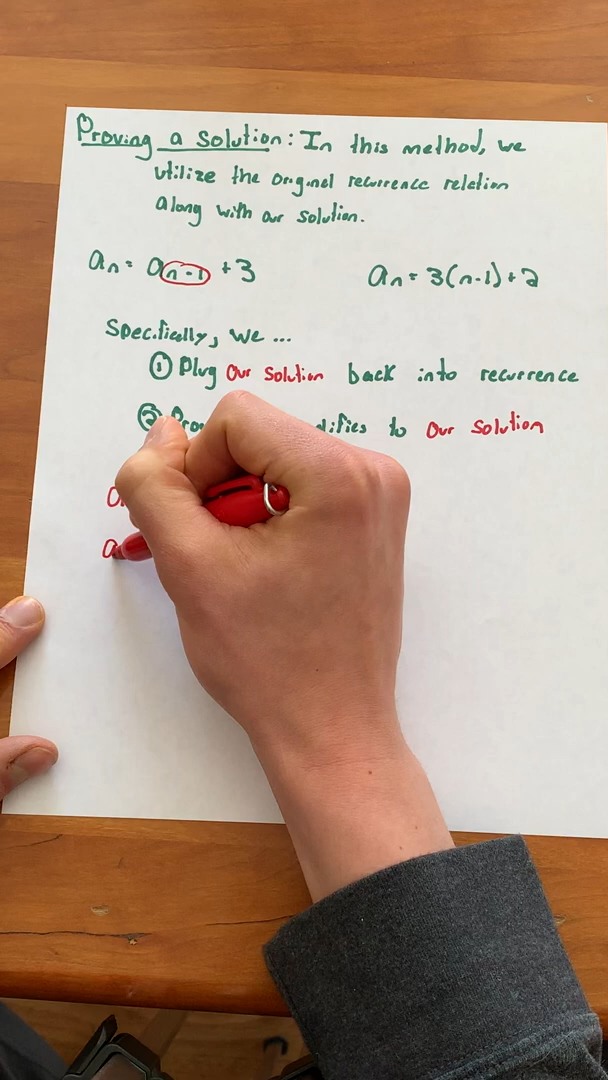 Proving a Solution: In this method, we
utilize the original recurrence relation
along with our solution.
an = an-1 + 3
an = 3(n-1)+2
Specifically, we ...
① Plug our solution back into recurrence
② to our solution
a